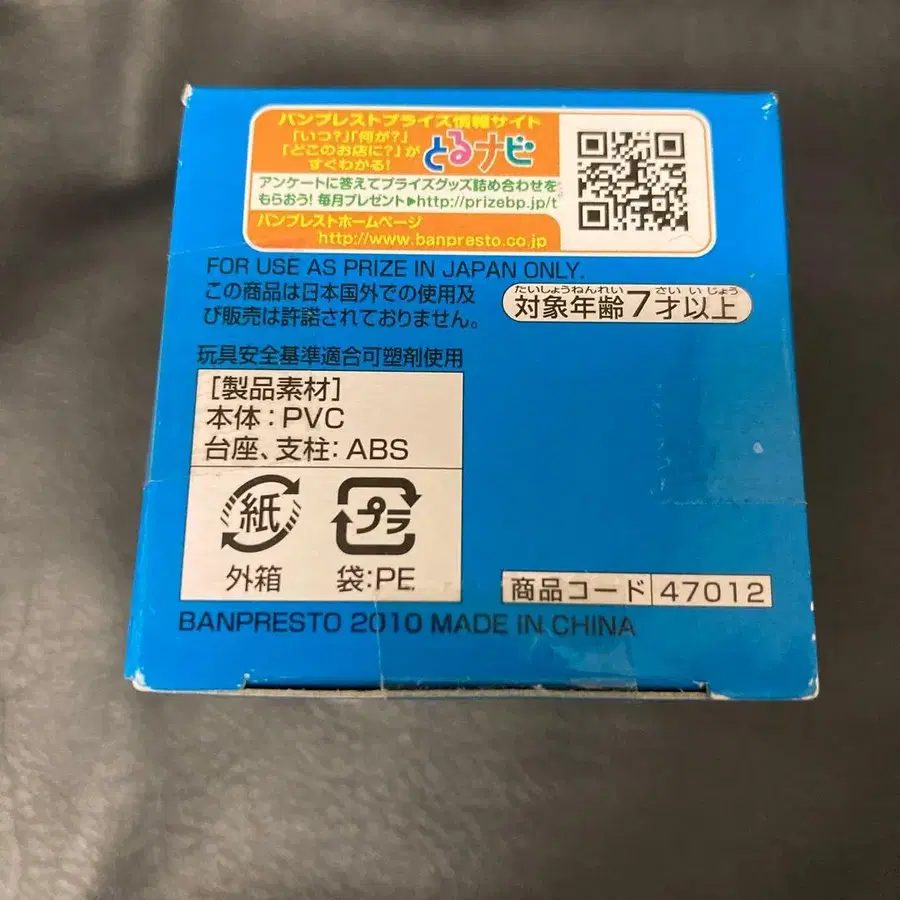 バンプレストプライズ情報サイト
「いつ?」「何が?」
「どこのお店に?」が
すぐわかる!
とるナビ
アンケートに答えてプライズグッズ詰め合わせを
もらおう! 毎月プレゼント▶http://prizebp.jp/t
バンプレストホームページ
http://www.banpresto.co.jp
FOR USE AS PRIZE IN JAPAN ONLY.
この商品は日本国外での使用及
び販売は許諾されておりません。
たいしょうねんれい さい いじょう
対象年齢7才以上
玩具安全基準適合可塑剤使用
[製品素材]
本体:PVC
台座、支柱:ABS
紙
プラ
外箱
袋:PE
商品コード 47012
BANPRESTO 2010 MADE IN CHINA